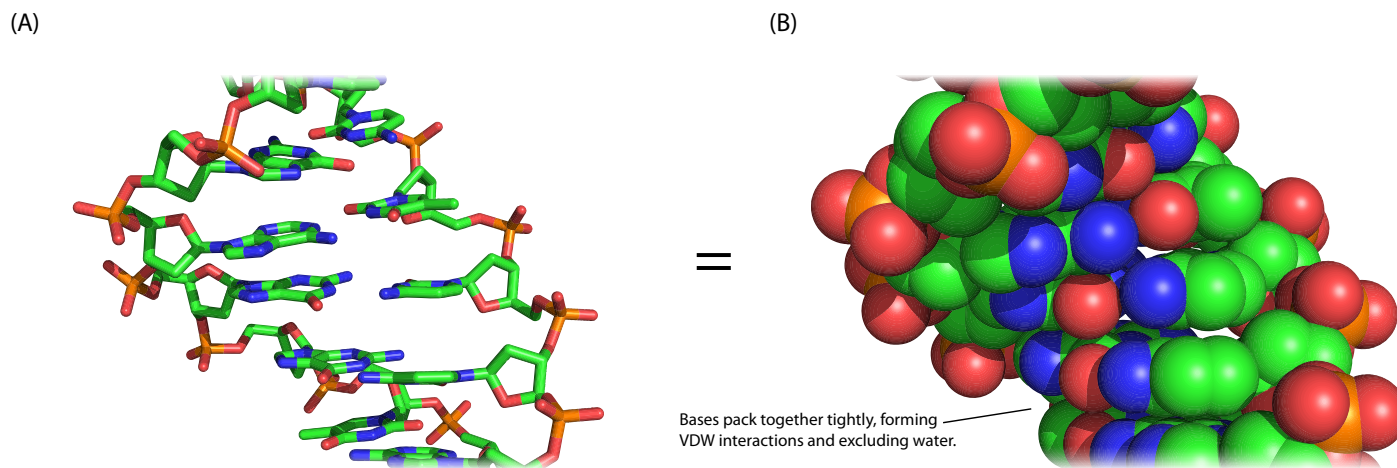 (A)
(B)
=
Bases pack together tightly, forming
VDW interactions and excluding water.